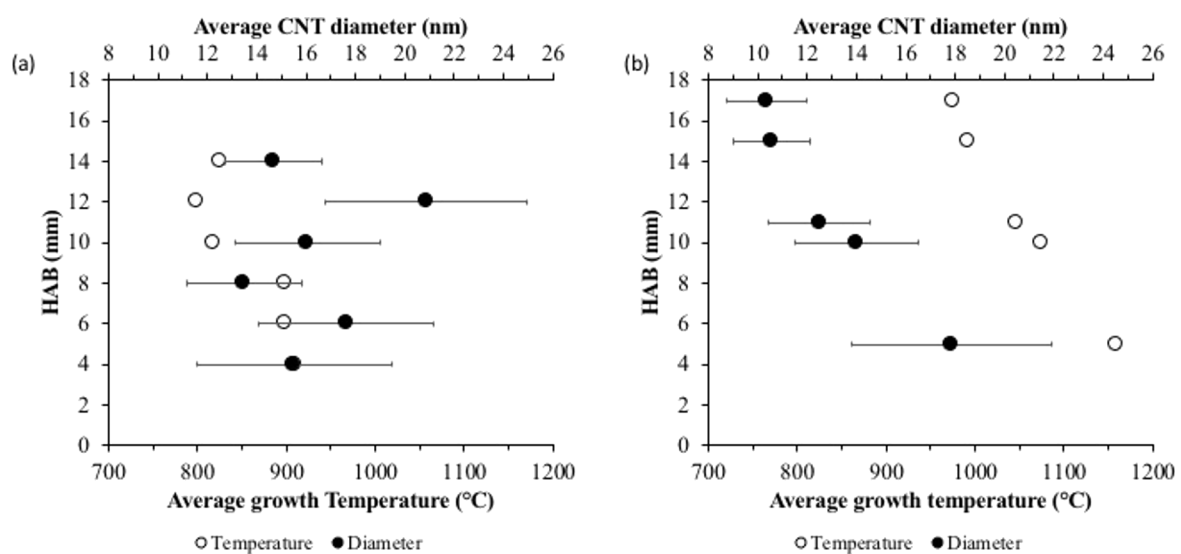 Average CNT diameter (nm)
8 10 12 14 16 18 20 22 24 26
(a)
18
16
14
12
10
8
6
4
2
0
HAB (mm)
700 800 900 1000 1100 1200
Average growth Temperature (°C)
Temperature Diameter
Average CNT diameter (nm)
8 10 12 14 16 18 20 22 24 26
(b)
18
16
14
12
10
8
6
4
2
0
HAB (mm)
700 800 900 1000 1100 1200
Average growth temperature (°C)
Temperature Diameter